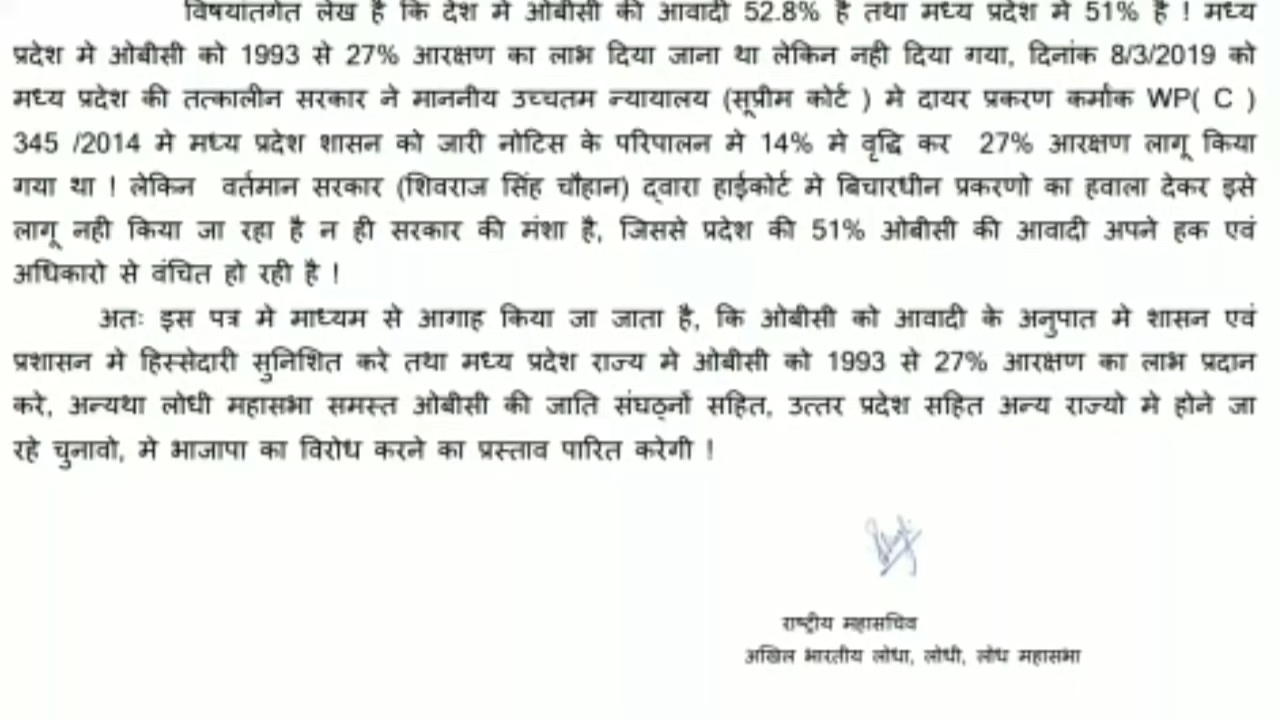 विषयांतर्गत लेख है कि देश मे ओबीसी की आवादी 52.8% है तथा मध्य प्रदेश मे 51% है ! मध्य
प्रदेश मे ओबीसी को 1993 से 27% आरक्षण का लाभ दिया जाना था लेकिन नही दिया गया, दिनांक 8/3/2019 को
मध्य प्रदेश की तत्कालीन सरकार ने माननीय उच्चतम न्यायालय (सुप्रीम कोर्ट ) मे दायर प्रकरण कर्मांक WP( C )
345 /2014 मे मध्य प्रदेश शासन को जारी नोटिस के परिपालन मे 14% मे वृद्धि कर 27% आरक्षण लागू किया
गया था ! लेकिन वर्तमान सरकार (शिवराज सिंह चौहान) द्वारा हाईकोर्ट मे बिचारधीन प्रकरणो का हवाला देकर इसे
लागू नही किया जा रहा है न ही सरकार की मंशा है, जिससे प्रदेश की 51% ओबीसी की आवादी अपने हक एवं
अधिकारो से वंचित हो रही है !
अतः इस पत्र मे माध्यम से आगाह किया जा जाता है, कि ओबीसी को आवादी के अनुपात मे शासन एवं
प्रशासन मे हिस्सेदारी सुनिशित करे तथा मध्य प्रदेश राज्य मे ओबीसी को 1993 से 27% आरक्षण का लाभ प्रदान
करे, अन्यथा लोधी महासभा समस्त ओबीसी की जाति संघठ्नों सहित, उत्तर प्रदेश सहित अन्य राज्यो मे होने जा
रहे चुनावो, मे भाजापा का विरोध करने का प्रस्ताव पारित करेगी !
राष्ट्रीय महासचिव
अखिल भारतीय लोधा, लोधी, लोध महासभा